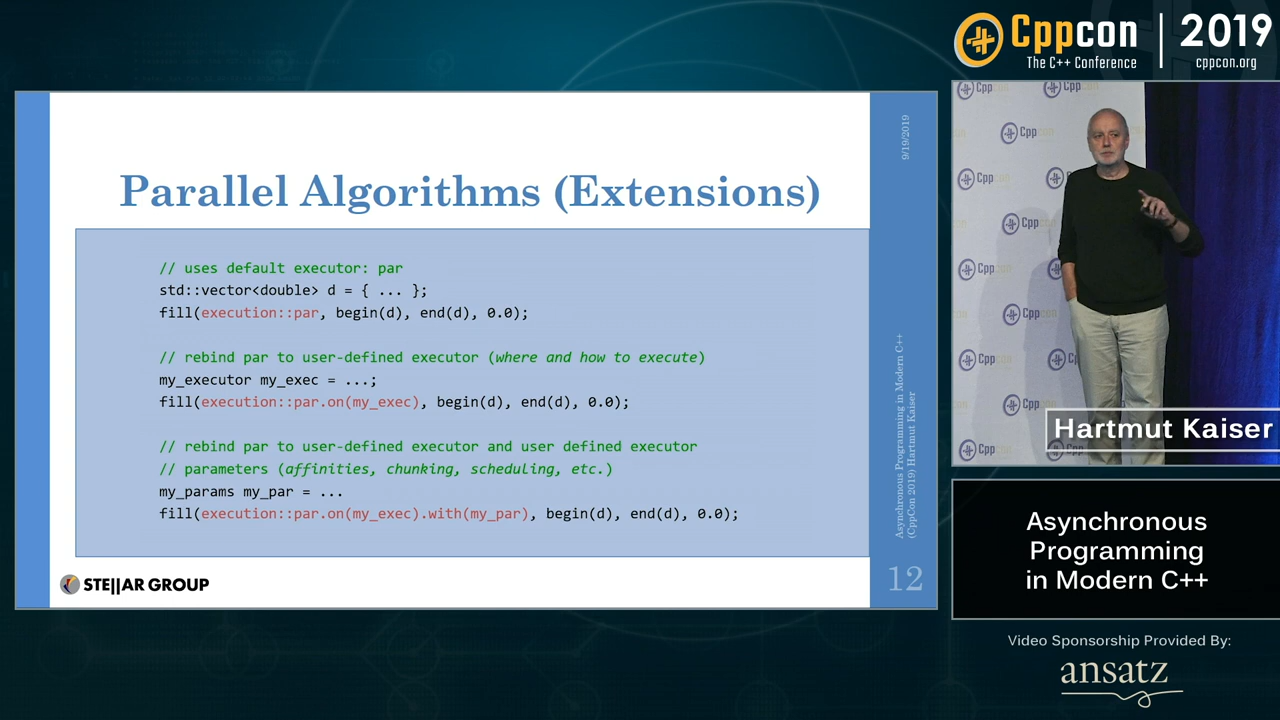 Cppcon | 2019
The C++ Conference
cppcon.org
9/19/2019
Parallel Algorithms (Extensions)
// uses default executor: par
std::vector<double> d = { ... };
fill(execution::par, begin(d), end(d), 0.0);
// rebind par to user-defined executor (where and how to execute)
my_executor my_exec = ...;
fill(execution::par.on(my_exec), begin(d), end(d), 0.0);
// rebind par to user-defined executor and user defined executor
// parameters (affinities, chunking, scheduling, etc.)
my_params my_par = ...
fill(execution::par.on(my_exec).with(my_par), begin(d), end(d), 0.0);
Asynchronous Programming in Modern C++
(CppCon 2019) Hartmut Kaiser
12
STE||AR GROUP
Cppcon
Hartmut Kaiser
Asynchronous
Programming
in Modern C++
Video Sponsorship Provided By:
ansatz